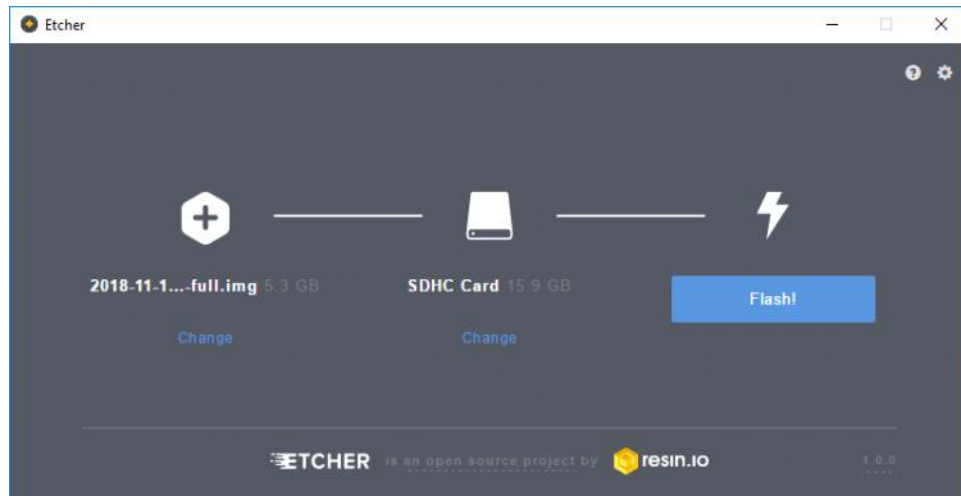 Etcher
2018-11-1...-full.img 5.3 GB
SDHC Card 15.9 GB
Flash!
Change
Change
ETCHER is an open source project by resin.io
1.0.0